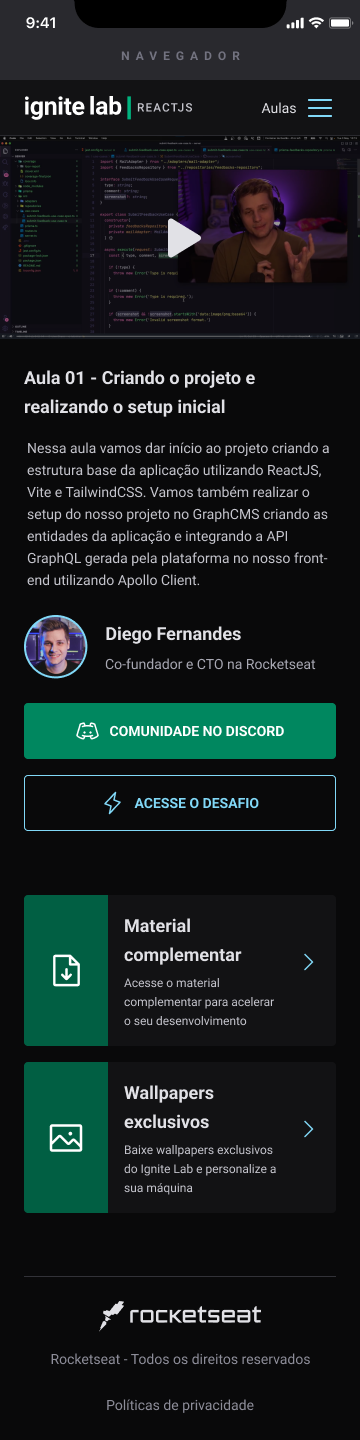 9:41
NAVEGADOR
ignite lab | REACTJS
Aulas
Aula 01 - Criando o projeto e
realizando o setup inicial
Nessa aula vamos dar início ao projeto criando a
estrutura base da aplicação utilizando ReactJS,
Vite e TailwindCSS. Vamos também realizar o
setup do nosso projeto no GraphCMS criando as
entidades da aplicação e integrando a API
GraphQL gerada pela plataforma no nosso front-
end utilizando Apollo Client.
Diego Fernandes
Co-fundador e CTO na Rocketseat
COMUNIDADE NO DISCORD
ACESSE O DESAFIO
Material
complementar
Acesse o material
complementar para acelerar
o seu desenvolvimento
Wallpapers
exclusivos
Baixe wallpapers exclusivos
do Ignite Lab e personalize a
sua máquina
rocketseat
Rocketseat - Todos os direitos reservados
Políticas de privacidade